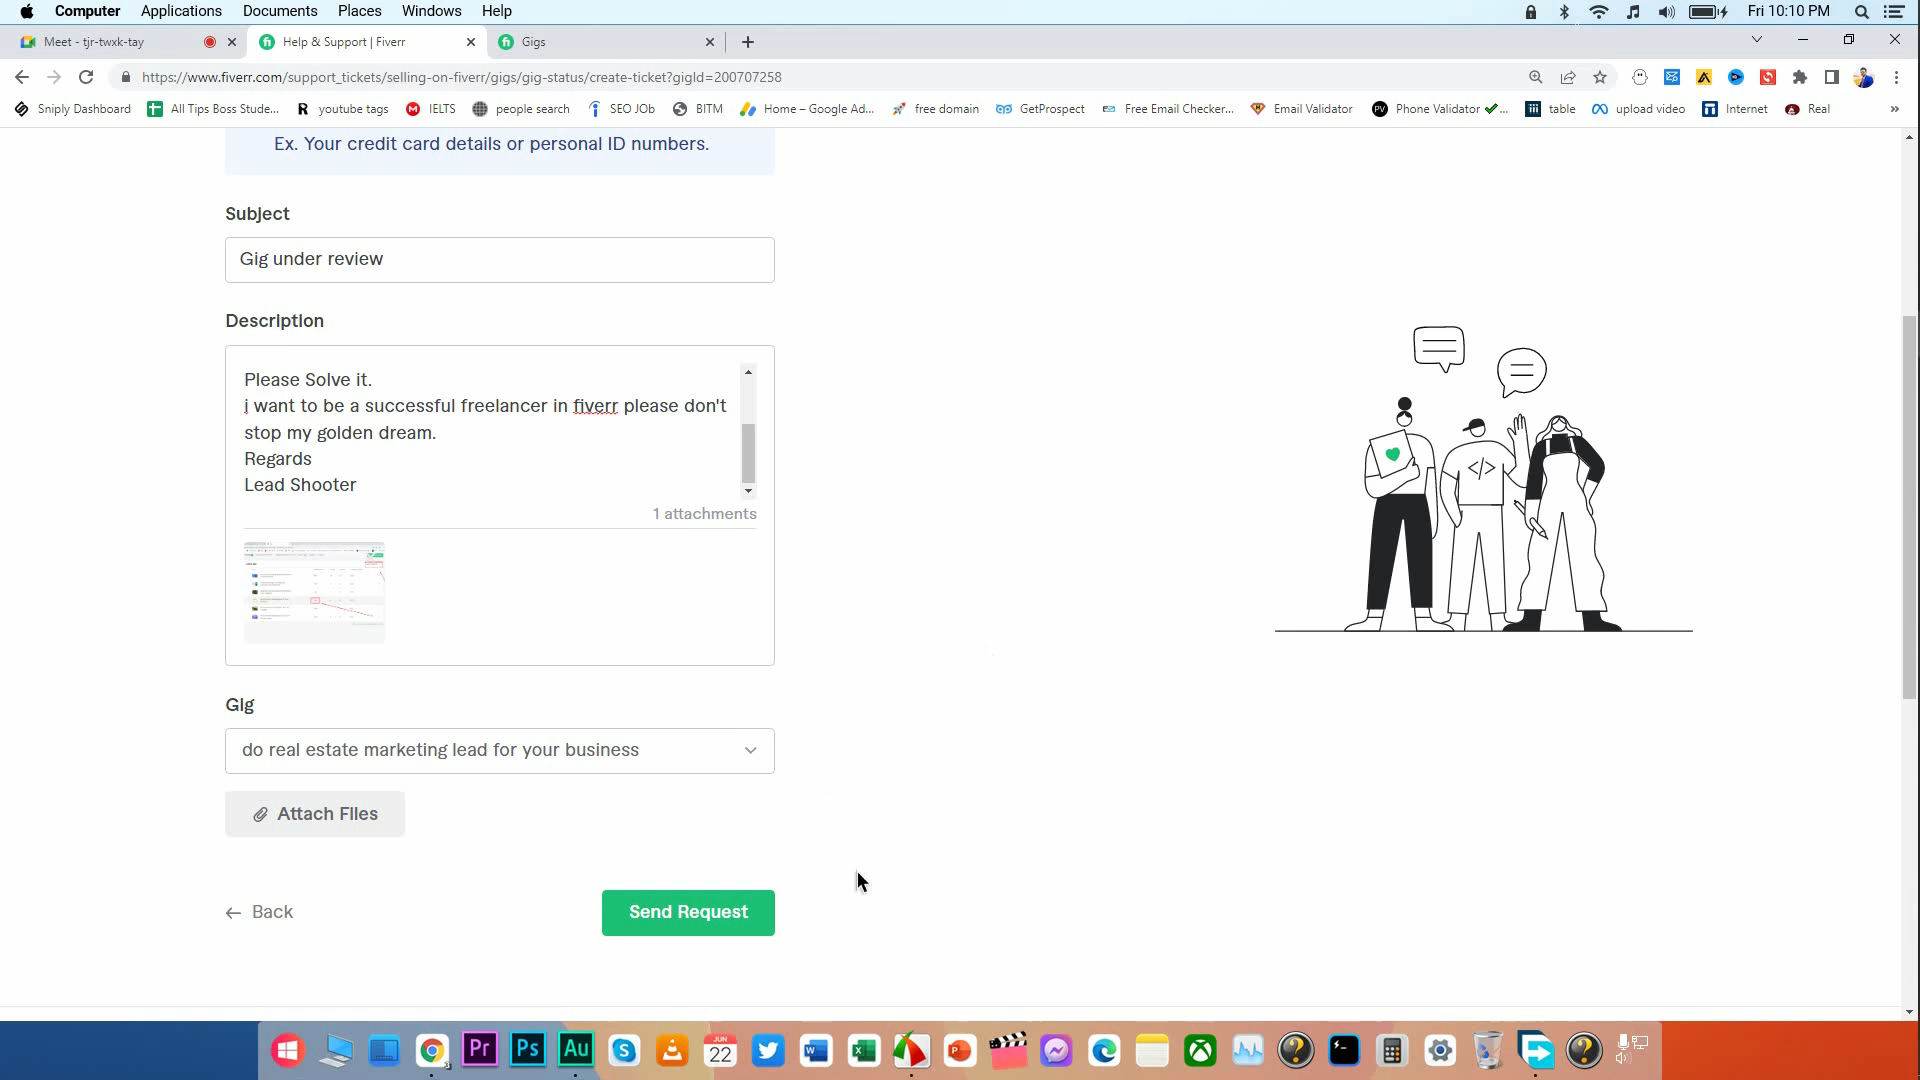 Computer Applications Documents Places Windows Help Fri 10:10 PM
Meet - tjr-twxk-tay Help & Support | Fiverr Gigs
https://www.fiverr.com/support_tickets/selling-on-fiverr/gigs/gig-status/create-ticket?gigId=200707258
Sniply Dashboard All Tips Boss Stude... R youtube tags M IELTS people search SEO JOb BITM Home – Google Ad... free domain GetProspect Free Email Checker... Email Validator PV Phone Validator ✔... table upload video Internet Real »
Ex. Your credit card details or personal ID numbers.
Subject
Gig under review
Description
Please Solve it.
i want to be a successful freelancer in fiverr please don't
stop my golden dream.
Regards
Lead Shooter
1 attachments
</>
Gig
do real estate marketing lead for your business
Attach Files
Back
Send Request
Pr Ps Au JUN 22